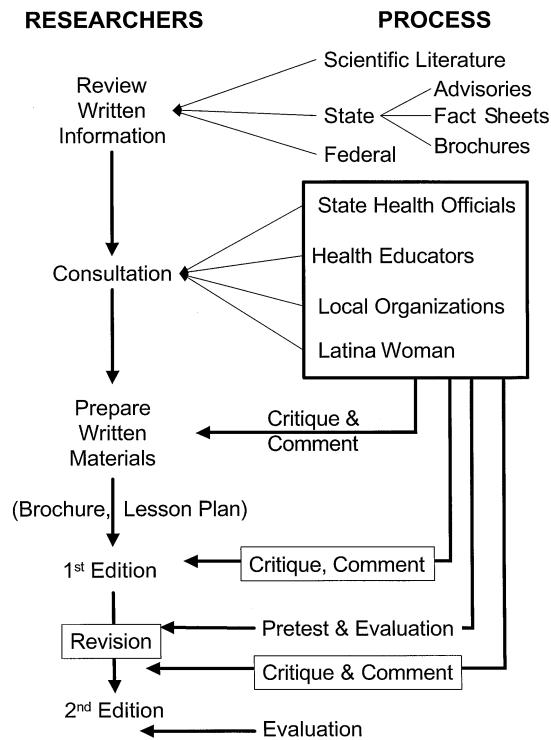 RESEARCHERS
PROCESS
Review
Written
Information
Scientific Literature
State
Advisories
Fact Sheets
Brochures
Federal
Consultation
State Health Officials
Health Educators
Local Organizations
Latina Woman
Prepare
Written
Materials
Critique &
Comment
(Brochure, Lesson Plan)
1st Edition
Critique, Comment
Revision
Pretest & Evaluation
Critique & Comment
2nd Edition
Evaluation